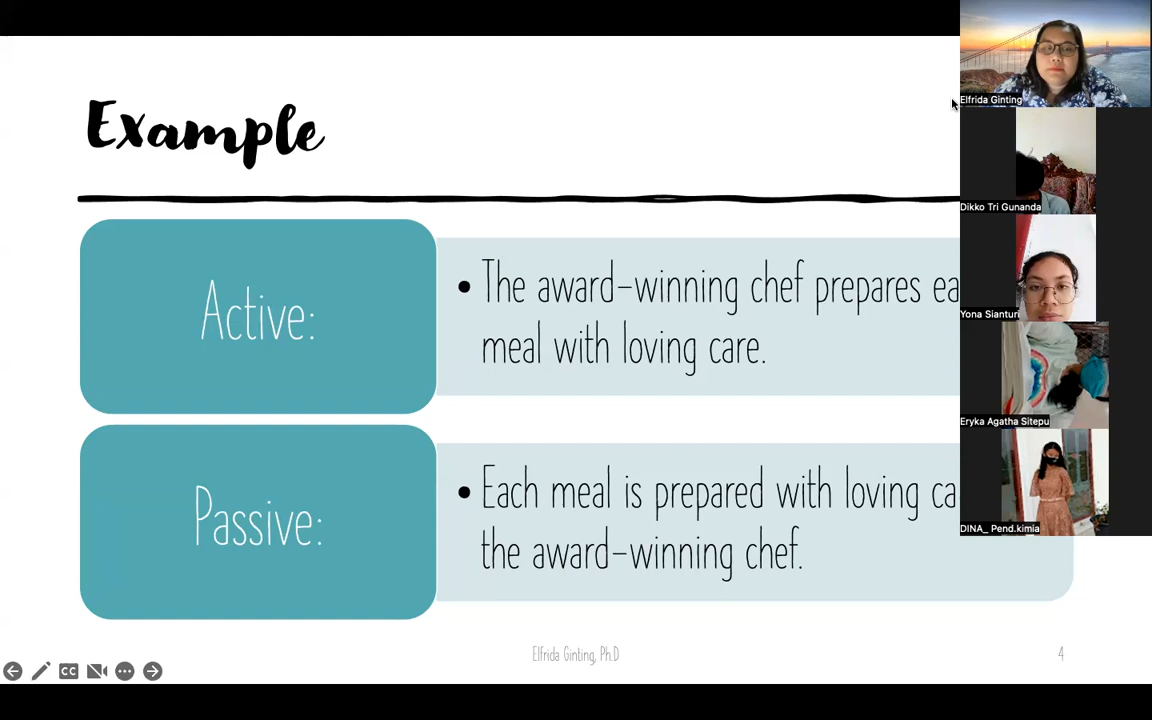 Example
Active:
• The award-winning chef prepares ea
meal with loving care.
Passive:
• Each meal is prepared with loving ca
the award-winning chef.
Elfrida Ginting, Ph.D
4
CC
Elfrida Ginting
Dikko Tri Gunanda
Yona Sianturi
Eryka Agatha Sitepu
DINA_ Pend.kimia